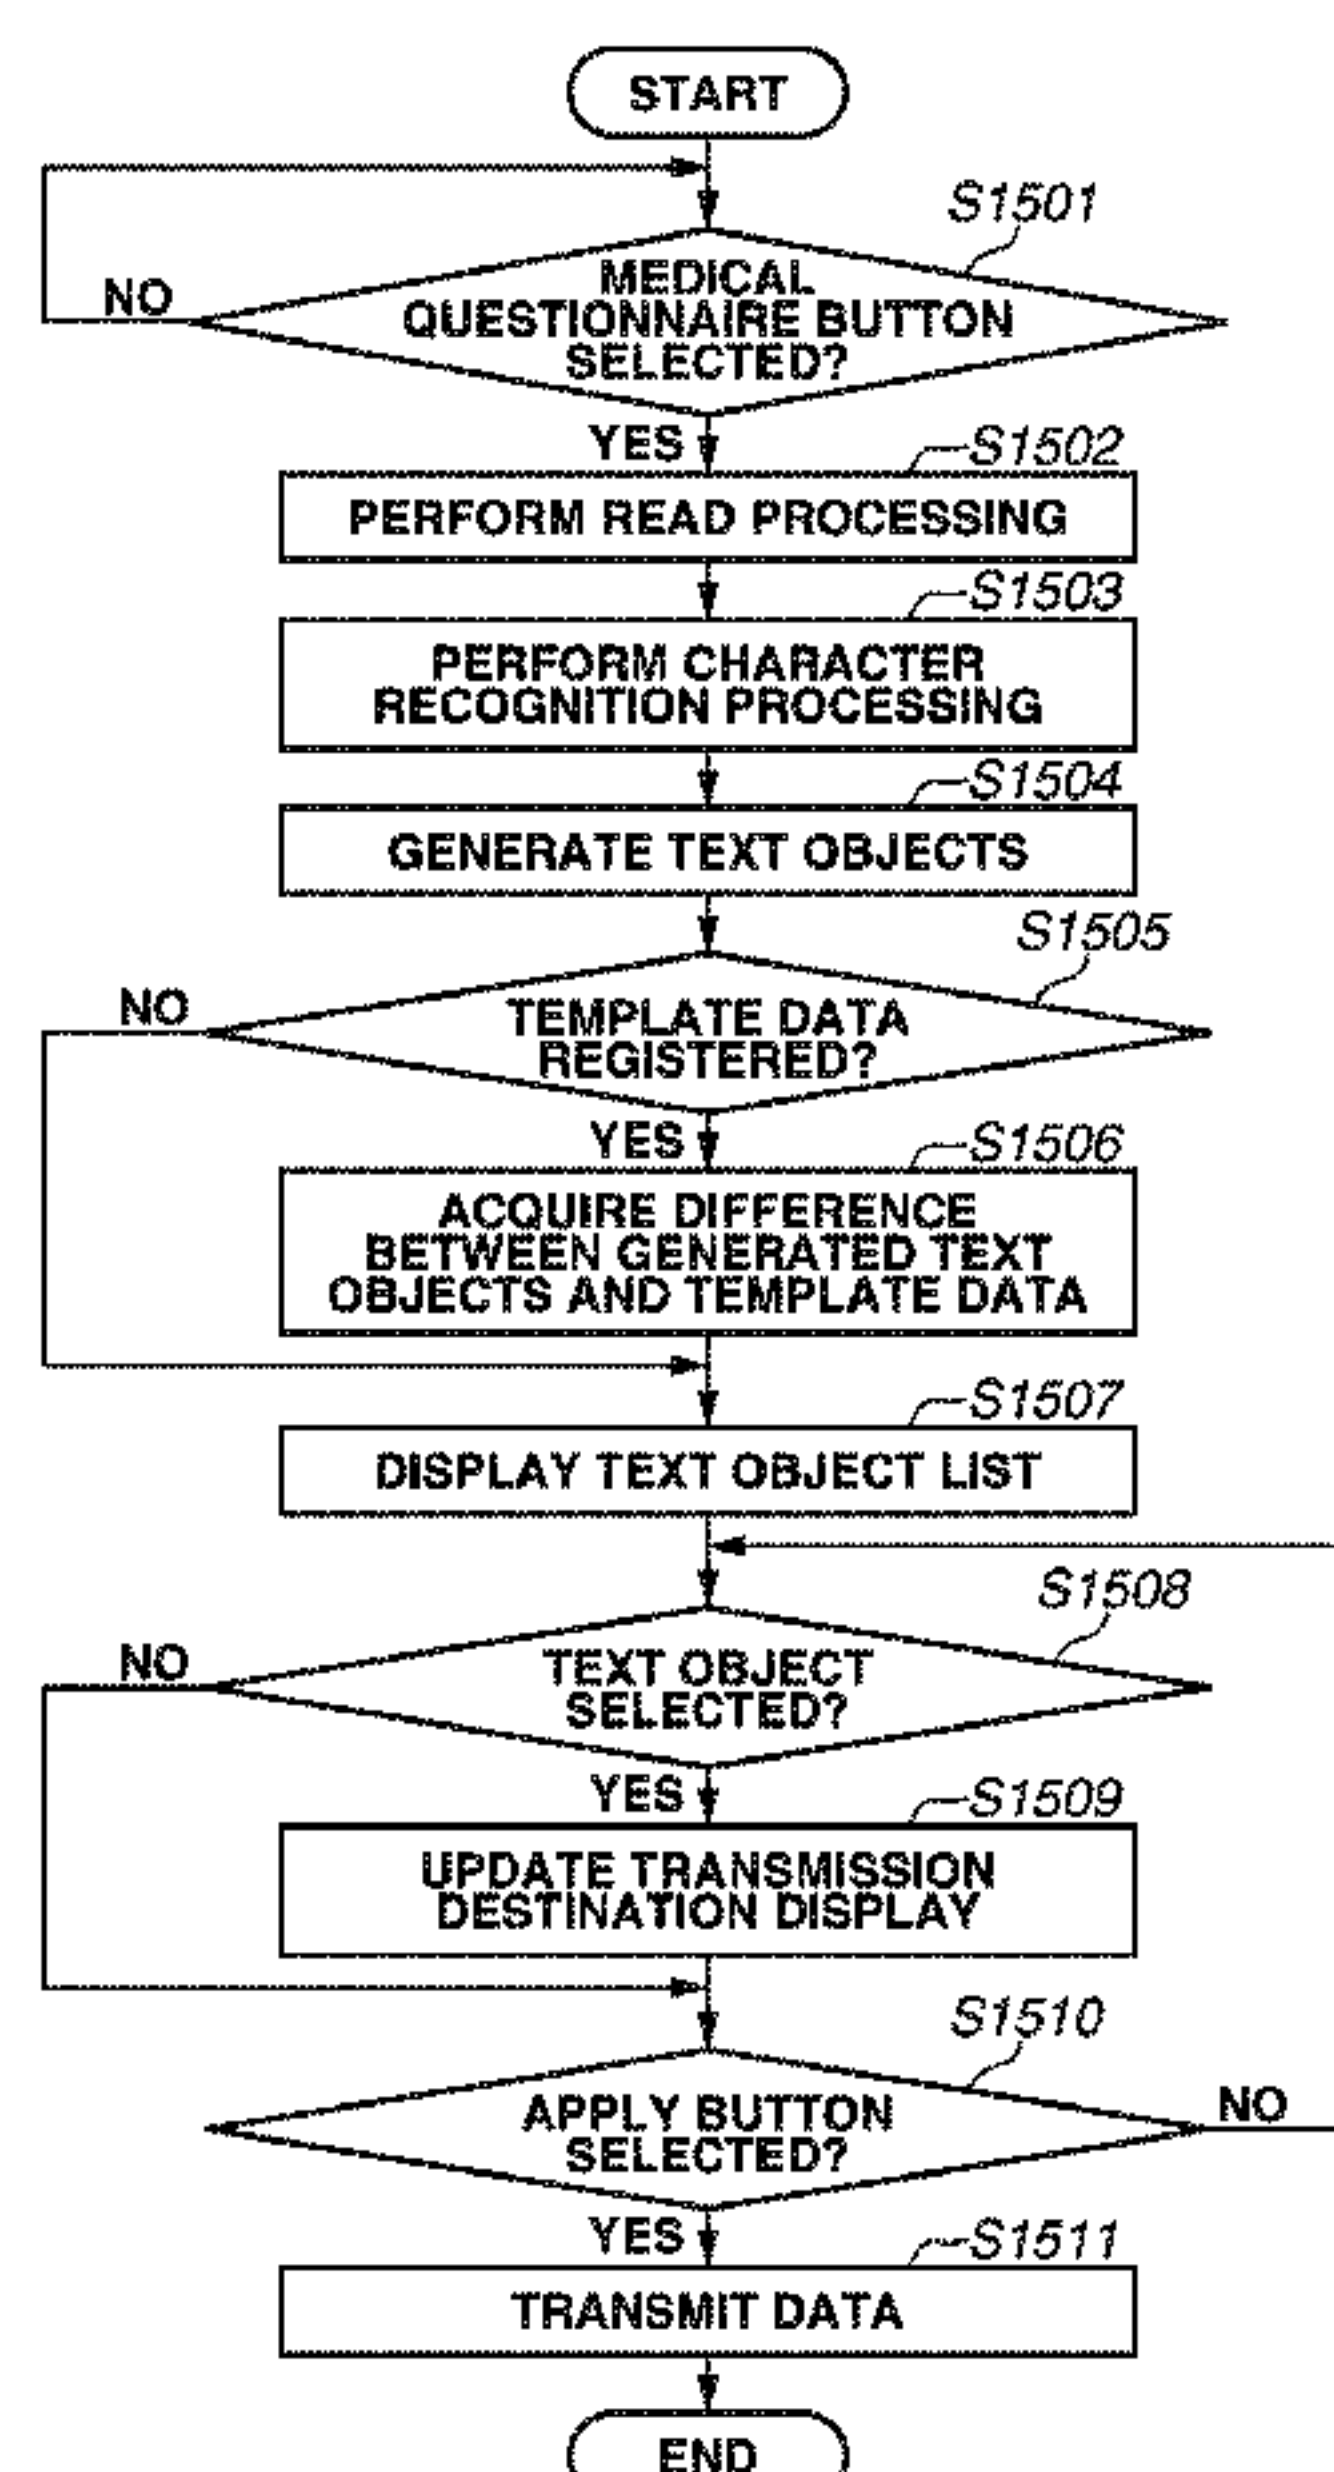 START
S1501
MEDICAL
NO
QUESTIONNAIRE BUTTON
SELECTED?
YES
S1502
PERFORM READ PROCESSING
S1503
PERFORM CHARACTER
RECOGNITION PROCESSING
S1504
GENERATE TEXT OBJECTS
S1505
NO
TEMPLATE DATA
REGISTERED?
YES
S1506
ACQUIRE DIFFERENCE
BETWEEN GENERATED TEXT
OBJECTS AND TEMPLATE DATA
S1507
DISPLAY TEXT OBJECT LIST
S1508
NO
TEXT OBJECT
SELECTED?
YES
S1509
UPDATE TRANSMISSION
DESTINATION DISPLAY
S1510
APPLY BUTTON
NO
SELECTED?
YES
S1511
TRANSMIT DATA
END